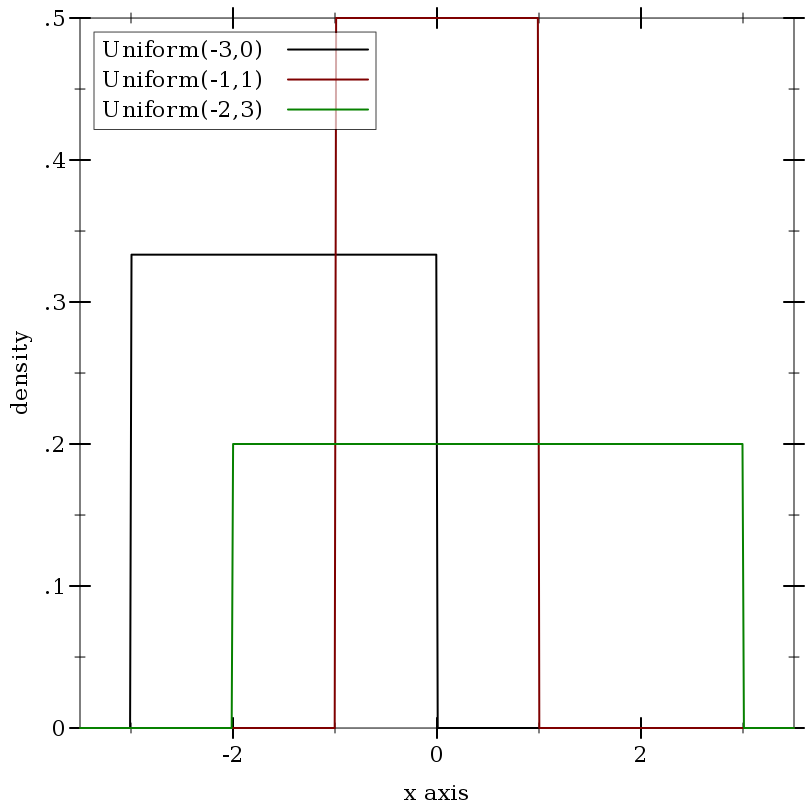 .5
Uniform(-3,0)
Uniform(-1,1)
Uniform(-2,3)
.4
.3
density
.2
.1
0
-2 0 2
x axis